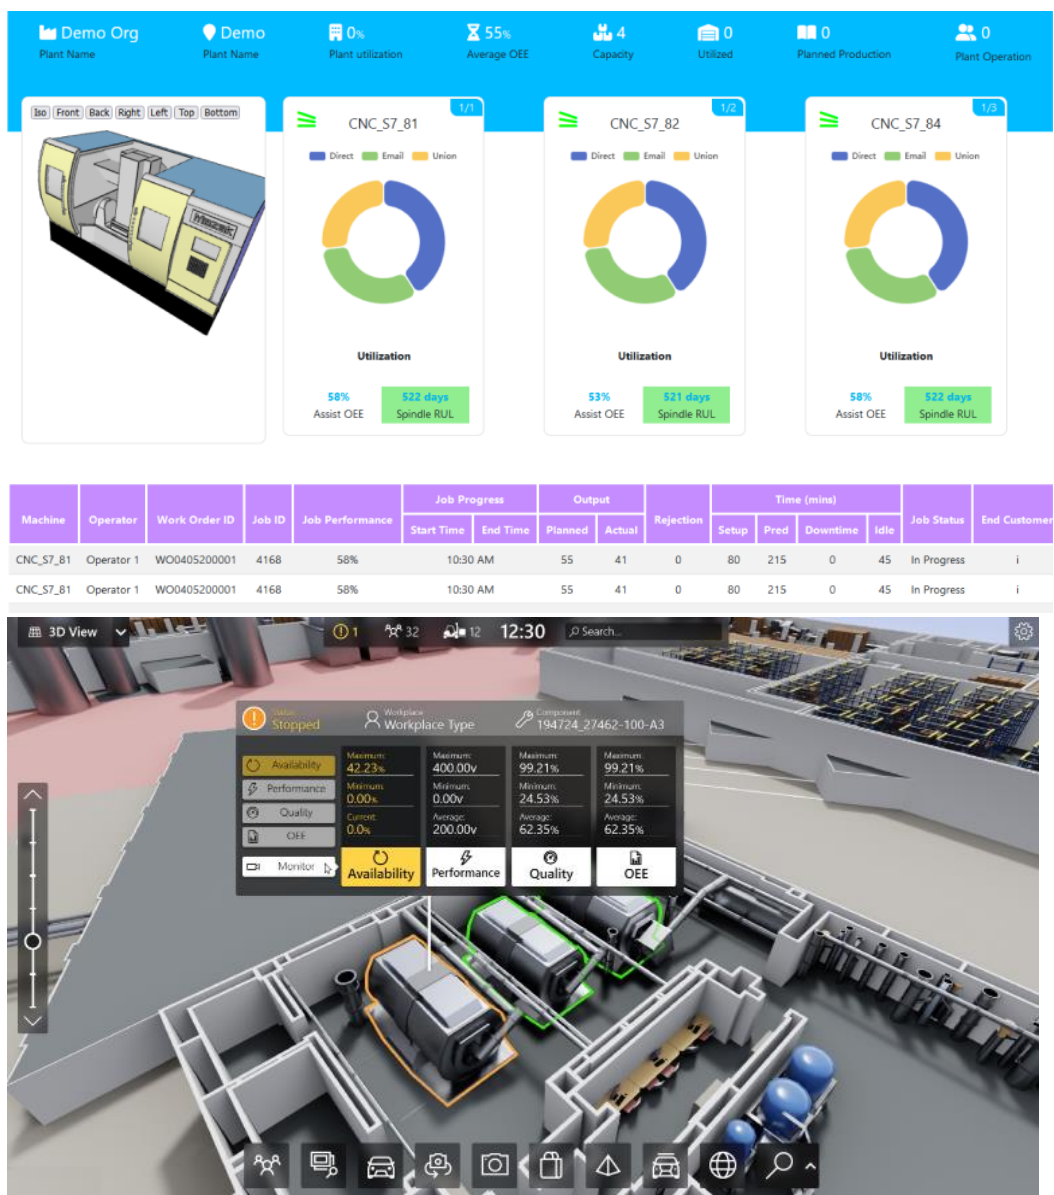 Demo Org
Plant Name
Demo
Plant Name
0%
Plant utilization
55%
Average OEE
4
Capacity
0
Utilized
0
Planned Production
0
Plant Operation
Iso Front Back Right Left Top Bottom
Mazak
1/1
CNC_S7_81
Direct Email Union
Utilization
58%
Assist OEE
522 days
Spindle RUL
1/2
CNC_S7_82
Direct Email Union
Utilization
53%
Assist OEE
521 days
Spindle RUL
1/3
CNC_S7_84
Direct Email Union
Utilization
58%
Assist OEE
522 days
Spindle RUL
Machine Operator Work Order ID Job ID Job Performance Job Progress Output Rejection Time (mins) Job Status End Customer
Start Time End Time Planned Actual Setup Pred Downtime Idle
CNC_S7_81 Operator 1 WO0405200001 4168 58% 10:30 AM 55 41 0 80 215 0 45 In Progress i
CNC_S7_81 Operator 1 WO0405200001 4168 58% 10:30 AM 55 41 0 80 215 0 45 In Progress i
3D View
1 32 12 12:30 Search...
Status
Stopped
Workplace
Workplace Type
Component
194724_27462-100-A3
Availability
Performance
Quality
OEE
Monitor
Maximum:
42.23%
Minimum:
0.00%
Current:
0.0%
Availability
Maximum:
400.00v
Minimum:
0.00v
Average:
200.00v
Performance
Maximum:
99.21%
Minimum:
24.53%
Average:
62.35%
Quality
Maximum:
99.21%
Minimum:
24.53%
Average:
62.35%
OEE